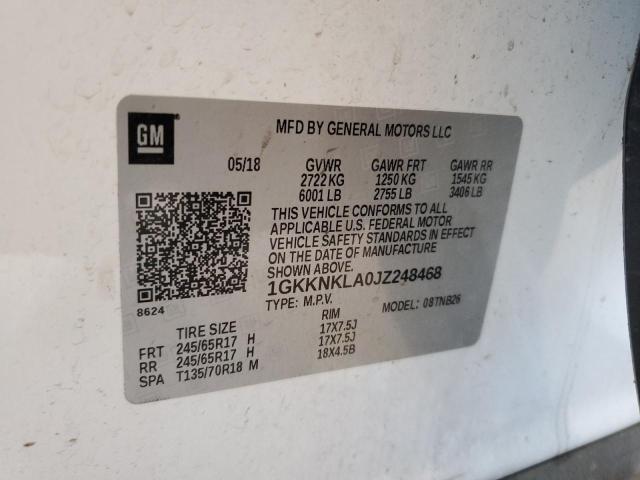 GM
MFD BY GENERAL MOTORS LLC
05/18 GVWR GAWR FRT GAWR RR
2722 KG 1250 KG 1545 KG
6001 LB 2755 LB 3406 LB
THIS VEHICLE CONFORMS TO ALL
APPLICABLE U.S. FEDERAL MOTOR
VEHICLE SAFETY STANDARDS IN EFFECT
ON THE DATE OF MANUFACTURE
SHOWN ABOVE.
1GKKNKLA0JZ248468
8624
TYPE: M.P.V. MODEL: 08TNB26
TIRE SIZE RIM
FRT 245/65R17 H 17X7.5J
RR 245/65R17 H 17X7.5J
SPA T135/70R18 M 18X4.5B